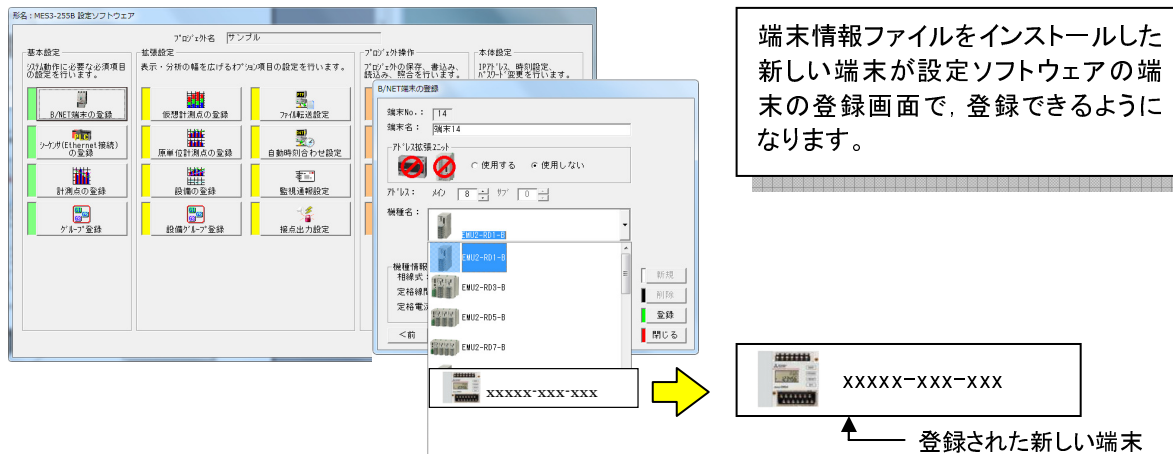 形名：MES3-255B 設定ソフトウェア
ﾌﾟﾛｼﾞｪｸﾄ名 サンプル
基本設定
ｼｽﾃﾑ動作に必要な必須項目
の設定を行います。
B/NET端末の登録
ｼｰｹﾝｻ(Ethernet接続)
の登録
計測点の登録
ｸﾞﾙｰﾌﾟ登録
拡張設定
表示・分析の幅を広げるｵﾌﾟｼｮﾝ項目の設定を行います。
仮想計測点の登録
ﾌｧｲﾙ転送設定
原単位計測点の登録
自動時刻合わせ設定
設備の登録
監視通報設定
設備ｸﾞﾙｰﾌﾟ登録
接点出力設定
ﾌﾟﾛｼﾞｪｸﾄ操作
ﾌﾟﾛｼﾞｪｸﾄの保存、書込み、
読込み、照合を行います。
本体設定
IPｱﾄﾞﾚｽ、時刻設定、
ﾊﾟｽﾜｰﾄﾞ変更を行います。
B/NET端末の登録
端末No.： 14
端末名： 端末14
ｱﾄﾞﾚｽ拡張ﾕﾆｯﾄ
使用する 使用しない
ｱﾄﾞﾚｽ： ﾒｲﾝ 8 ｻﾌﾞ 0
機種名：
EMU2-RD1-B
EMU2-RD1-B
EMU2-RD3-B
EMU2-RD5-B
EMU2-RD7-B
xxxxx-xxx-xxx
機種情報
相線式：
定格線間
定格電流
<前
新規
削除
登録
閉じる
端末情報ファイルをインストールした
新しい端末が設定ソフトウェアの端
末の登録画面で，登録できるように
なります。
xxxxx-xxx-xxx
登録された新しい端末